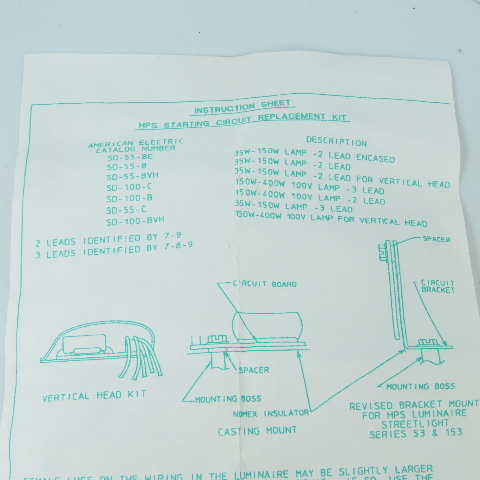 INSTRUCTION SHEET
HPS STARTING CIRCUIT REPLACEMENT KIT
AMERICAN ELECTRIC
CATALOG NUMBER
DESCRIPTION
SD-55-BE 35W-150W LAMP -2 LEAD ENCASED
SD-55-B 35W-150W LAMP -2 LEAD
SD-55-BVH 35W-150W LAMP -2 LEAD FOR VERTICAL HEAD
SD-100-C 150W-400W 100V LAMP -3 LEAD
SD-100-B 150W-400W 100V LAMP -2 LEAD
SD-55-C 35W-150W LAMP -3 LEAD
SD-100-BVH 150W-400W 100V LAMP FOR VERTICAL HEAD
2 LEADS IDENTIFIED BY 7-9
3 LEADS IDENTIFIED BY 7-8-9
SPACER
CIRCUIT BOARD
CIRCUIT
BRACKET
SPACER
MOUNTING BOSS
VERTICAL HEAD KIT
MOUNTING BOSS
NOMEX INSULATOR
CASTING MOUNT
REVISED BRACKET MOUNT
FOR HPS LUMINAIRE
STREETLIGHT
SERIES 53 & 153
LUGS ON THE WIRING IN THE LUMINAIRE MAY BE SLIGHTLY LARGER
USE THE